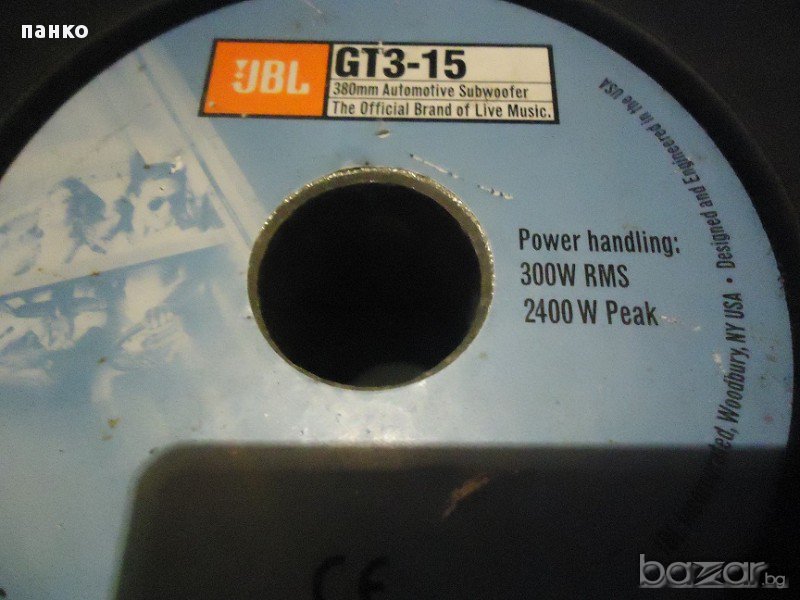 панко
JBL
GT3-15
380mm Automotive Subwoofer
The Official Brand of Live Music.
Power handling:
300W RMS
2400 W Peak
Woodbury, NY USA • Designed and Engineered in the USA
CE
bazar.bg